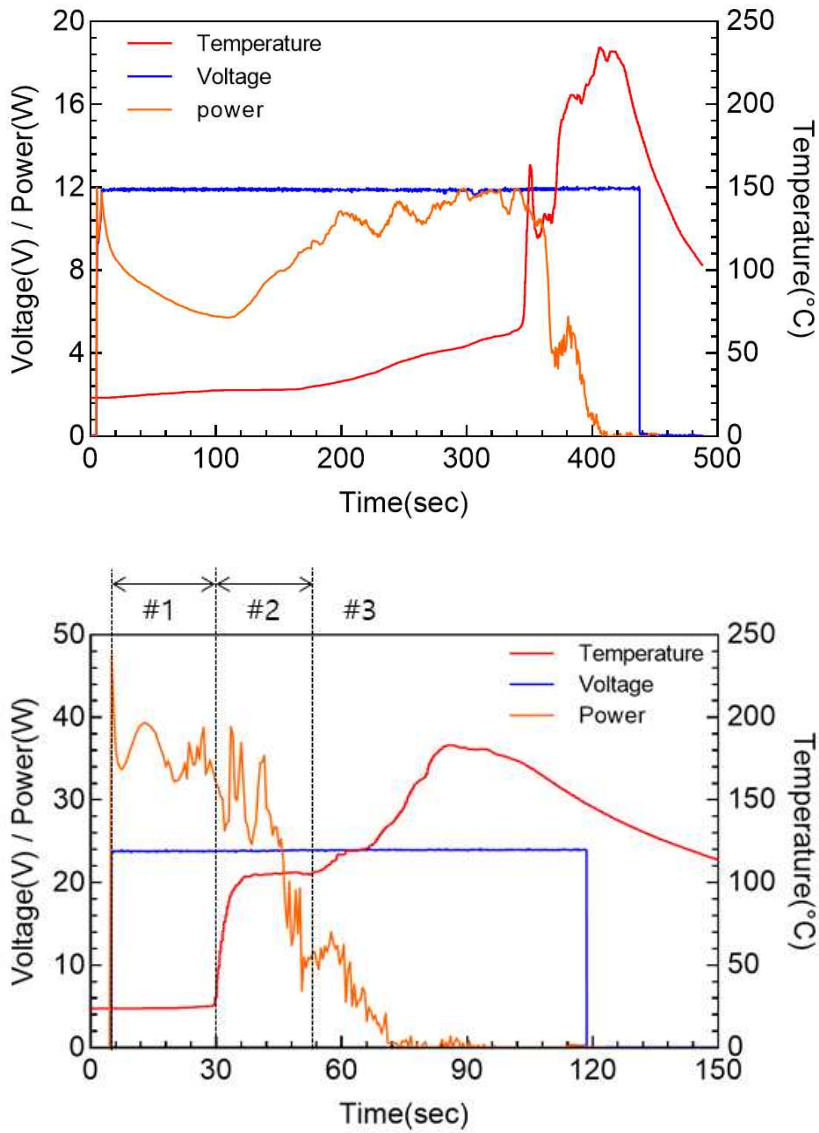 20
16
12
8
4
0
Voltage(V) / Power(W)
Temperature
Voltage
power
250
200
150
100
50
0
Temperature(°C)
0 100 200 300 400 500
Time(sec)
#1 #2 #3
50
40
30
20
10
0
Voltage(V) / Power(W)
Temperature
Voltage
Power
250
200
150
100
50
0
Temperature(°C)
0 30 60 90 120 150
Time(sec)